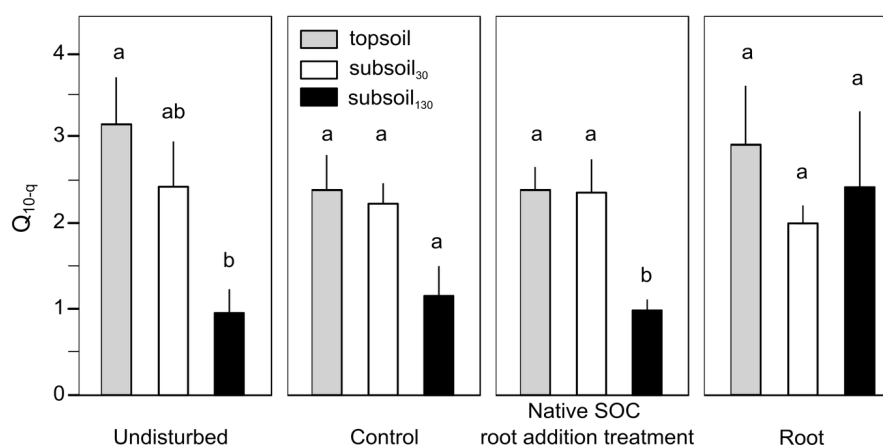 Q10-q
4
3
2
1
0
topsoil
subsoil30
subsoil130
a
ab
b
a
a
a
a
a
b
a
a
a
Undisturbed
Control
Native SOC
root addition treatment
Root